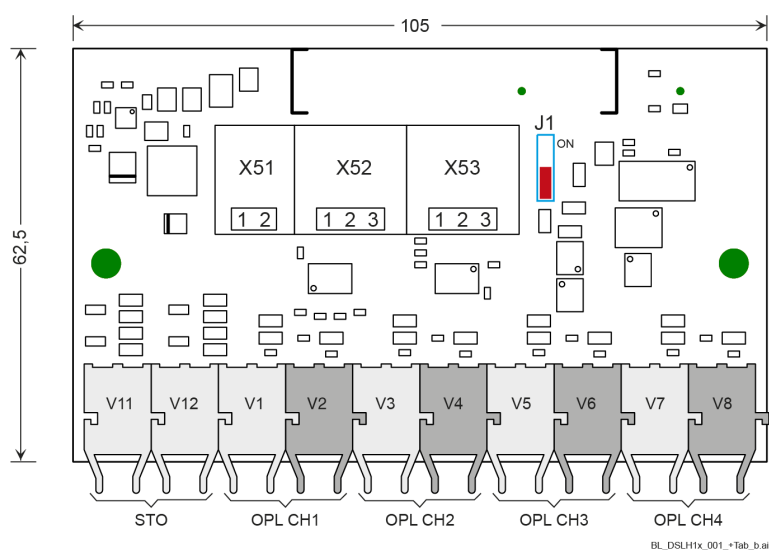 105
62,5
J1
ON
X51 X52 X53
1 2 1 2 3 1 2 3
V11 V12 V1 V2 V3 V4 V5 V6 V7 V8
STO OPL CH1 OPL CH2 OPL CH3 OPL CH4
BL_DSLH1x_001_+Tab_b.ai